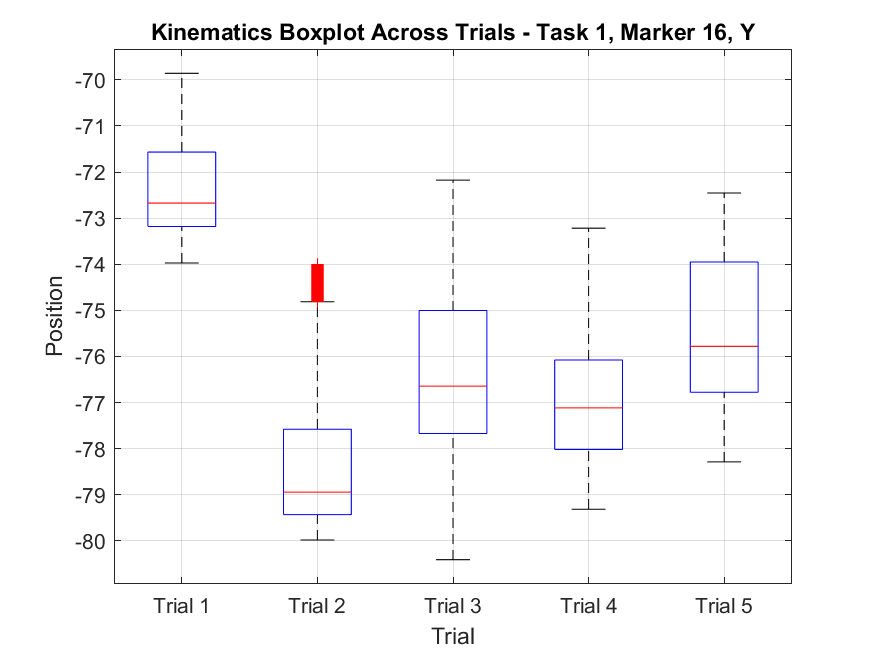 Kinematics Boxplot Across Trials - Task 1, Marker 16, Y
-70
-71
-72
-73
-74
-75
-76
-77
-78
-79
-80
Position
Trial 1 Trial 2 Trial 3 Trial 4 Trial 5
Trial